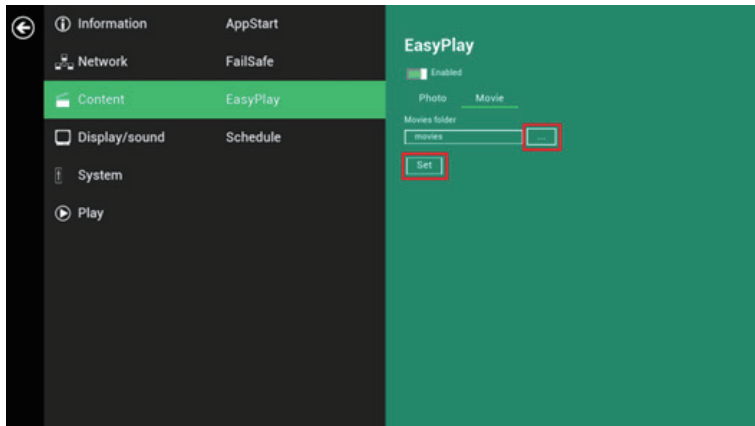 Information
AppStart
Network
FailSafe
Content
EasyPlay
Display/sound
Schedule
System
Play
EasyPlay
Enabled
Photo
Movie
Movies folder
movies
...
Set